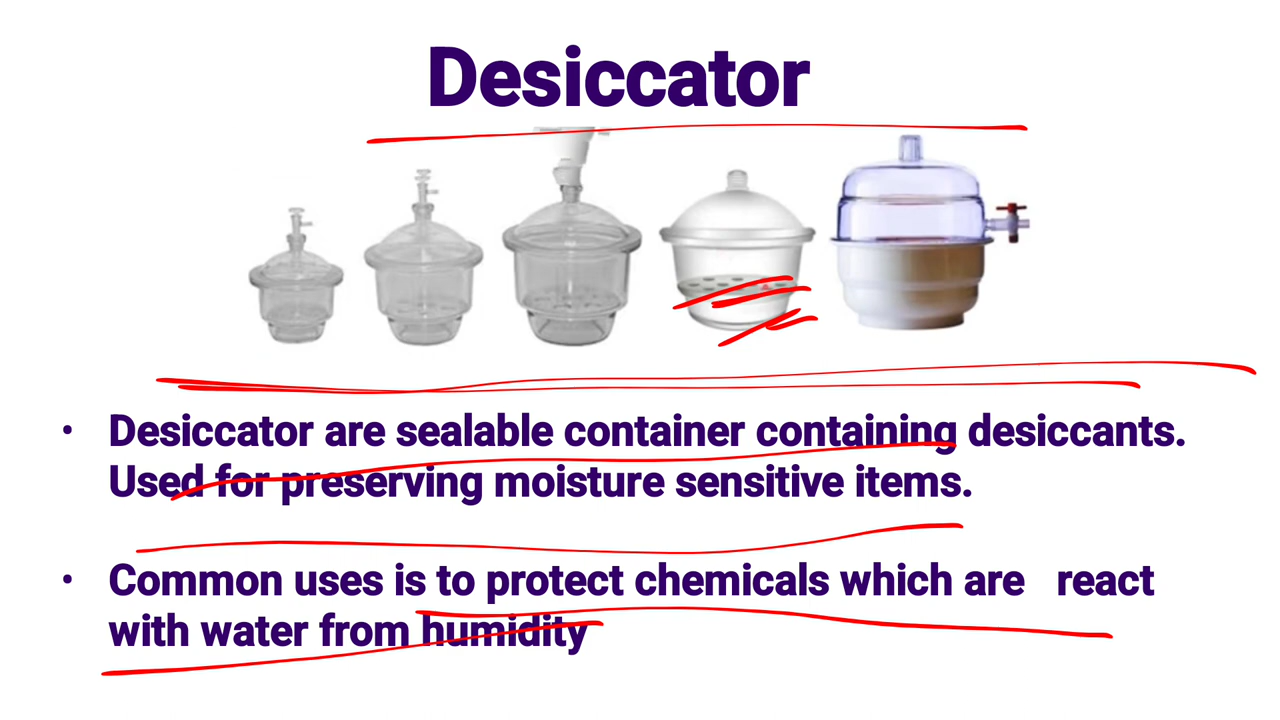 Desiccator
• Desiccator are sealable container containing desiccants.
Used for preserving moisture sensitive items.
• Common uses is to protect chemicals which are react
with water from humidity